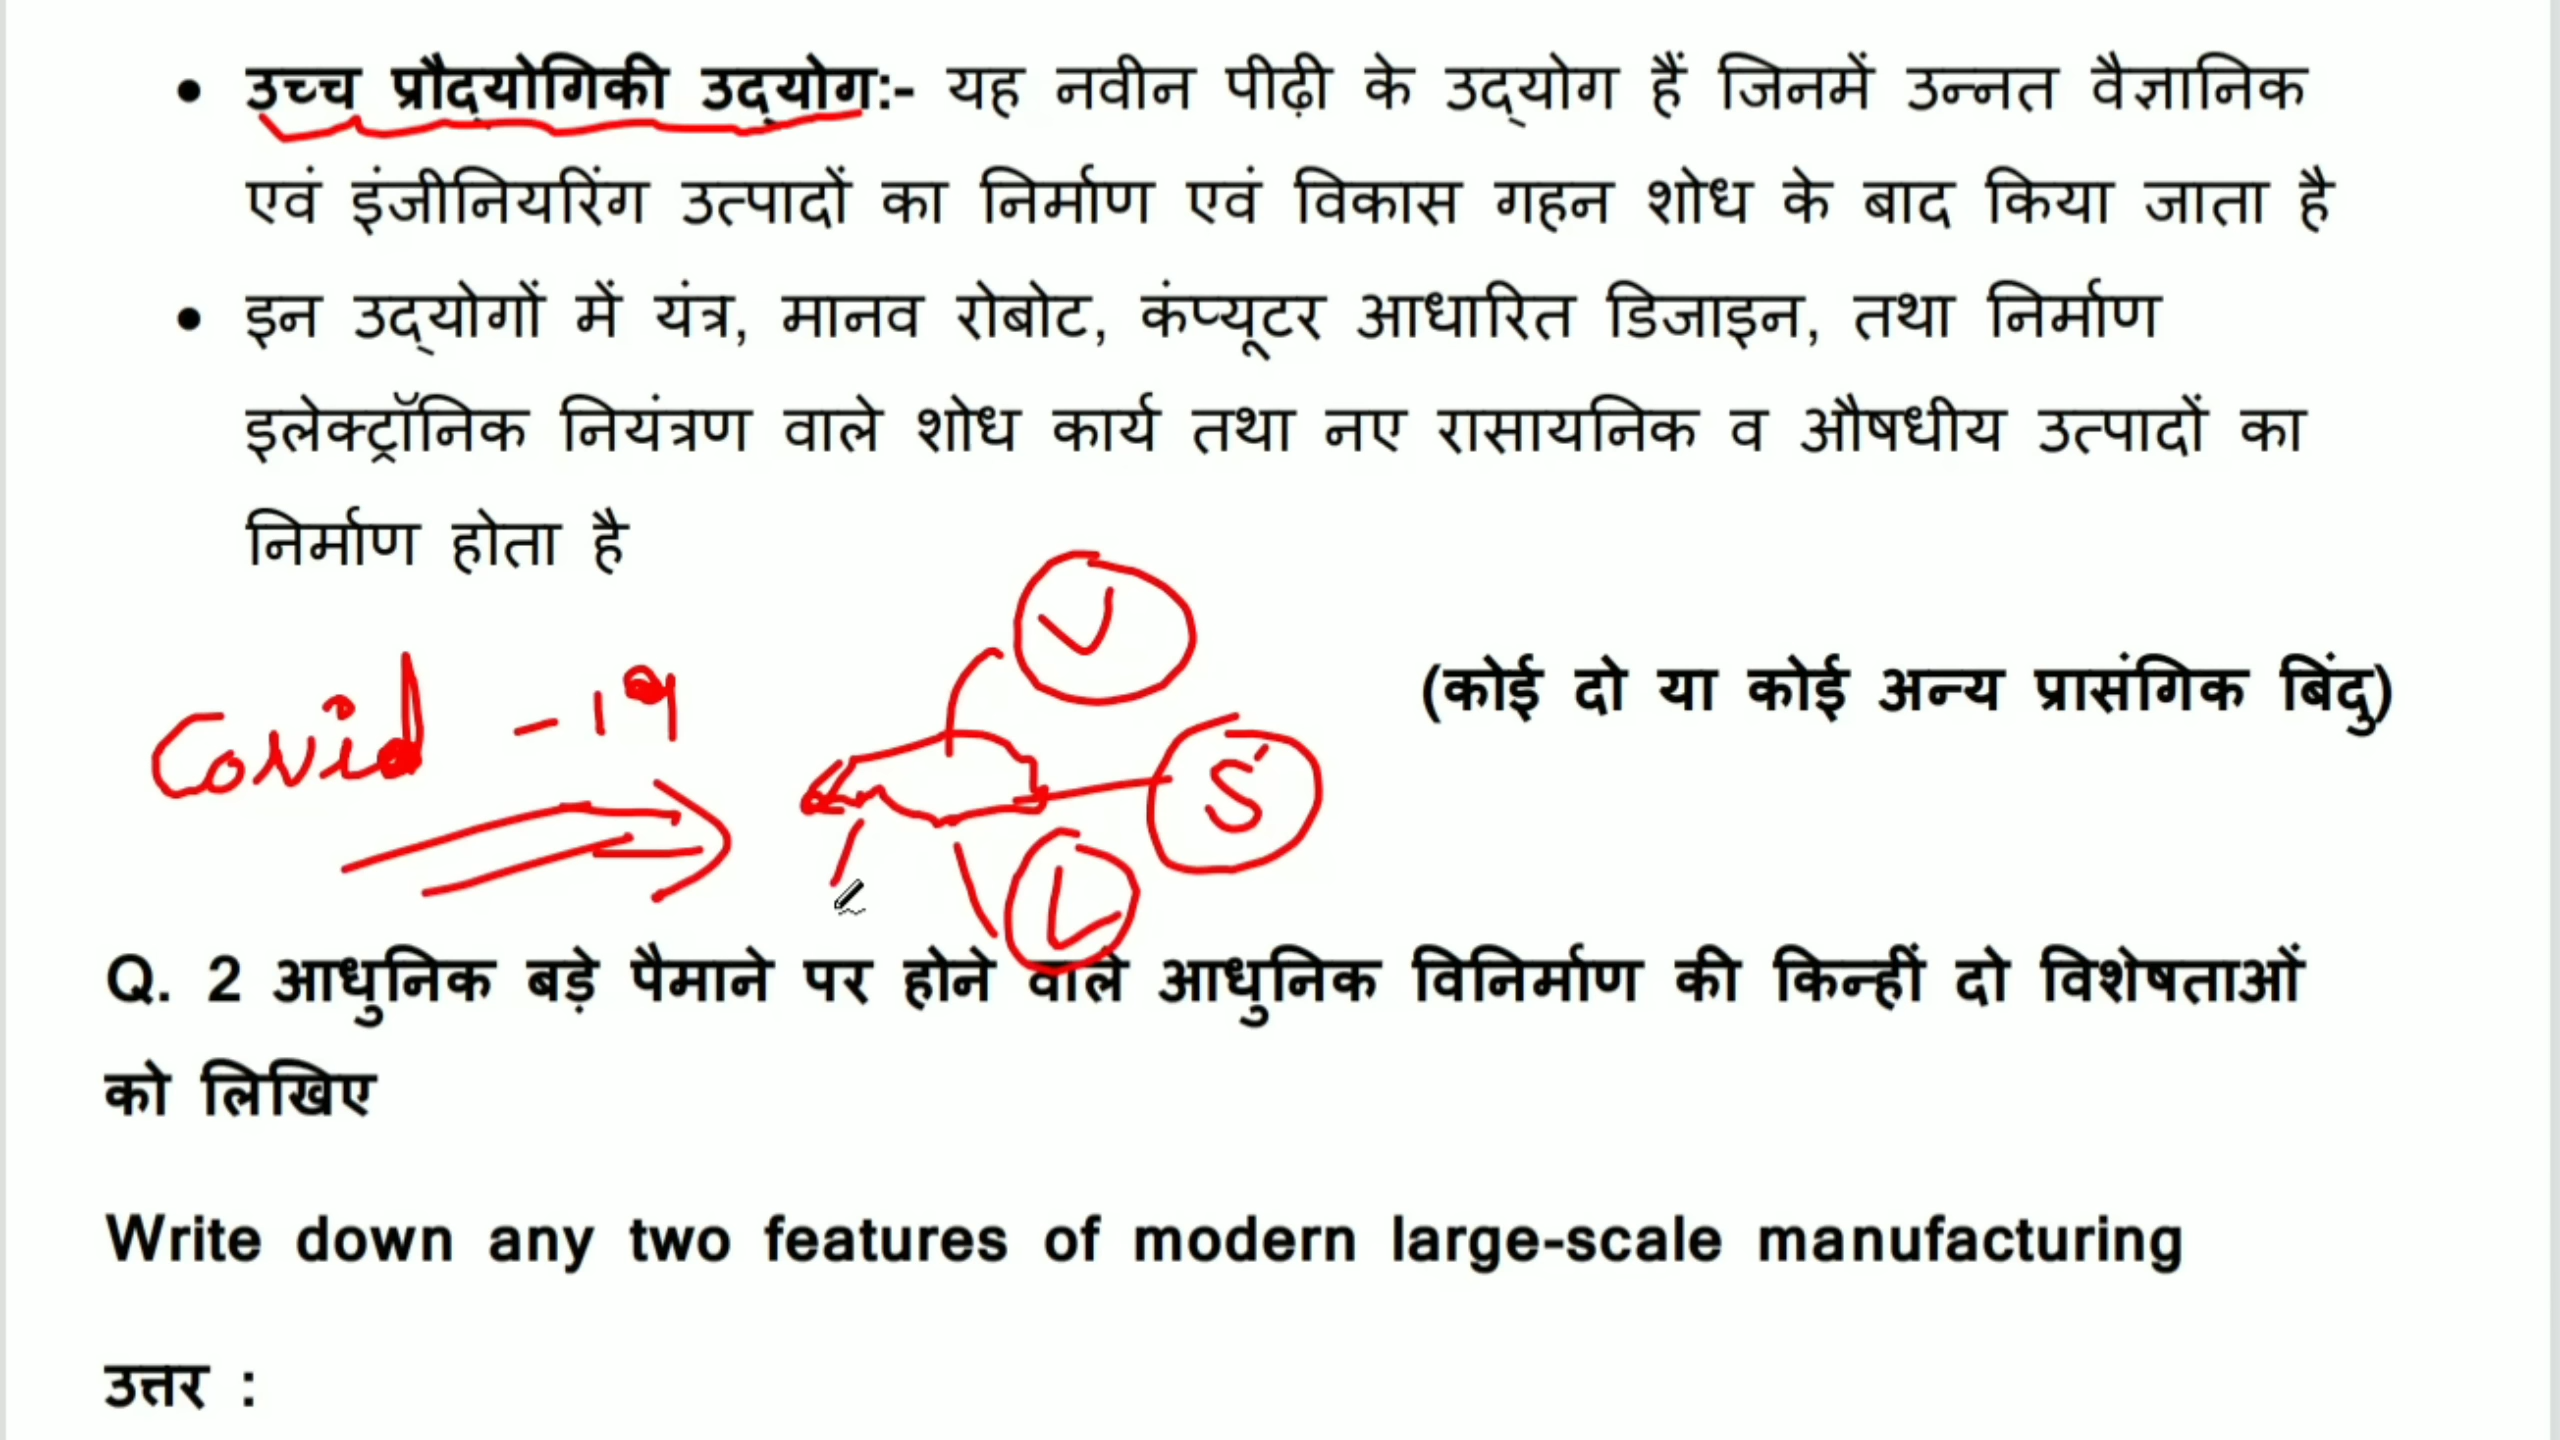 • उच्च प्रौद्योगिकी उद्योग:- यह नवीन पीढ़ी के उद्योग हैं जिनमें उन्नत वैज्ञानिक
एवं इंजीनियरिंग उत्पादों का निर्माण एवं विकास गहन शोध के बाद किया जाता है
• इन उद्योगों में यंत्र, मानव रोबोट, कंप्यूटर आधारित डिजाइन, तथा निर्माण
इलेक्ट्रॉनिक नियंत्रण वाले शोध कार्य तथा नए रासायनिक व औषधीय उत्पादों का
निर्माण होता है
V
Covid - 19
(कोई दो या कोई अन्य प्रासंगिक बिंदु)
S
L
Q. 2 आधुनिक बड़े पैमाने पर होने वाले आधुनिक विनिर्माण की किन्हीं दो विशेषताओं
को लिखिए
Write down any two features of modern large-scale manufacturing
उत्तर :